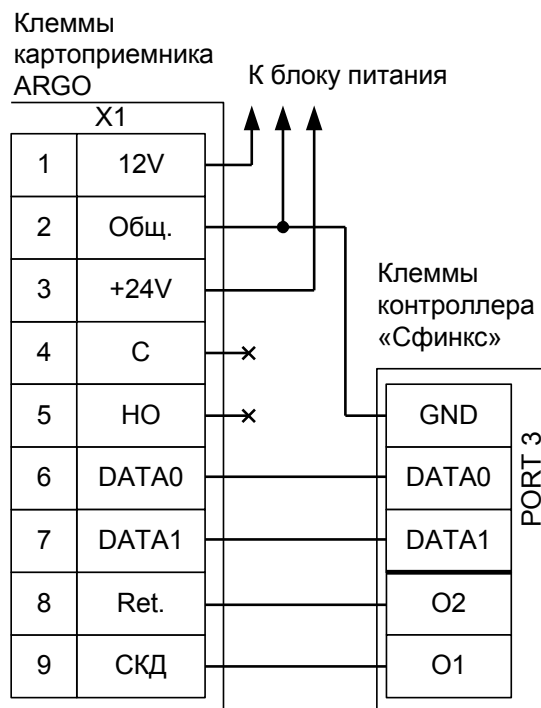 Клеммы
картоприемника
ARGO
К блоку питания
X1
1 12V
2 Общ.
3 +24V
4 C
5 НО
6 DATA0
7 DATA1
8 Ret.
9 СКД
Клеммы
контроллера
«Сфинкс»
GND
DATA0
DATA1
O2
O1
PORT 3